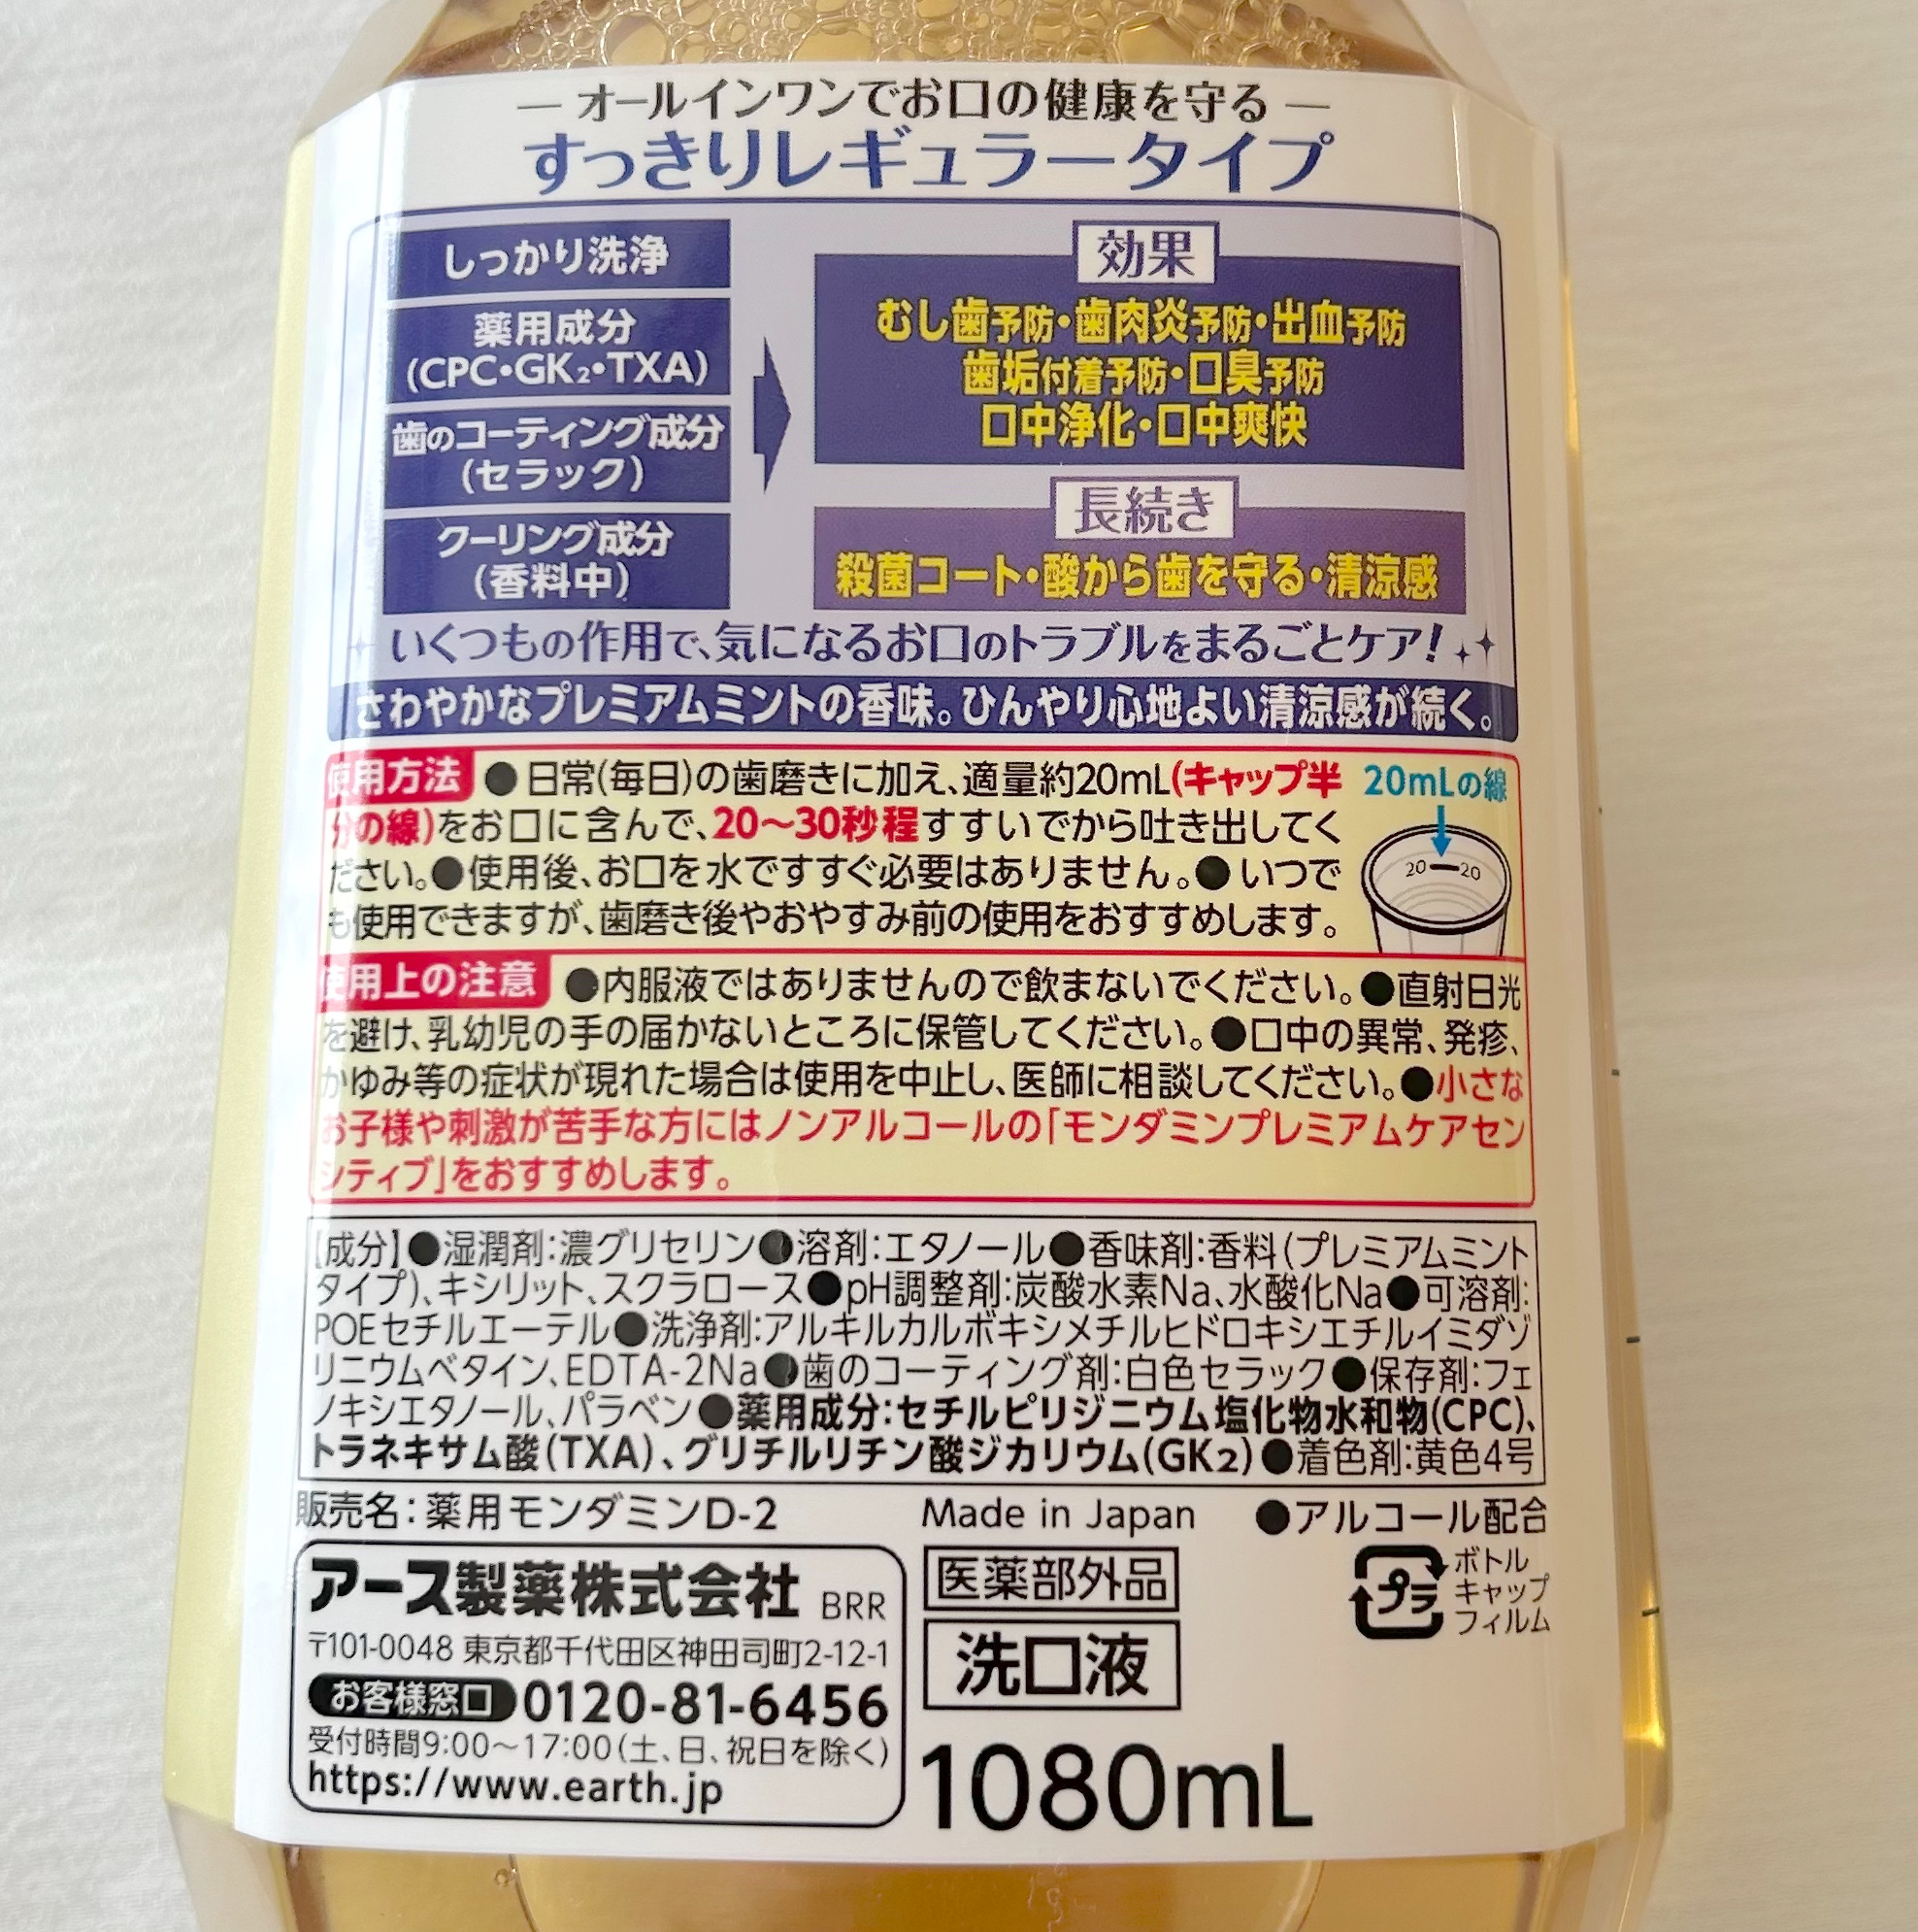 オールインワンでお口の健康を守る
すっきりレギュラータイプ
しっかり洗浄
薬用成分
(CPC・GK₂・TXA)
歯のコーティング成分
(セラック)
クーリング成分
(香料中)
効果
むし歯予防・歯肉炎予防・出血予防
歯垢付着予防・口臭予防
口中浄化・口中爽快
長続き
殺菌コート・酸から歯を守る・清涼感
いくつもの作用で、気になるお口のトラブルをまるごとケア!
さわやかなプレミアムミントの香味。ひんやり心地よい清涼感が続く。
使用方法 ●日常(毎日)の歯磨きに加え、適量約20mL(キャップ半
分の線)をお口に含んで、20〜30秒程すすいでから吐き出してく
ださい。●使用後、お口を水ですすぐ必要はありません。●いつで
も使用できますが、歯磨き後やおやすみ前の使用をおすすめします。
20mLの線
20 20
使用上の注意 ●内服液ではありませんので飲まないでください。●直射日光
を避け、乳幼児の手の届かないところに保管してください。●口中の異常、発疹、
かゆみ等の症状が現れた場合は使用を中止し、医師に相談してください。●小さな
お子様や刺激が苦手な方にはノンアルコールの「モンダミンプレミアムケアセン
シティブ」をおすすめします。
【成分】●湿潤剤:濃グリセリン●溶剤:エタノール●香味剤:香料(プレミアムミント
タイプ)、キシリット、スクラロース●pH調整剤:炭酸水素Na、水酸化Na●可溶剤:
POEセチルエーテル●洗浄剤:アルキルカルボキシメチルヒドロキシエチルイミダゾ
リニウムベタイン、EDTA-2Na●歯のコーティング剤:白色セラック●保存剤:フェ
ノキシエタノール、パラベン●薬用成分:セチルピリジニウム塩化物水和物(CPC)、
トラネキサム酸(TXA)、グリチルリチン酸ジカリウム(GK2)●着色剤:黄色4号
販売名:薬用モンダミンD-2
Made in Japan
●アルコール配合
アース製薬株式会社 BRR
〒101-0048 東京都千代田区神田司町2-12-1
お客様窓口 0120-81-6456
受付時間9:00〜17:00(土、日、祝日を除く)
https://www.earth.jp
医薬部外品
洗口液
1080mL
プラ
ボトル
キャップ
フィルム